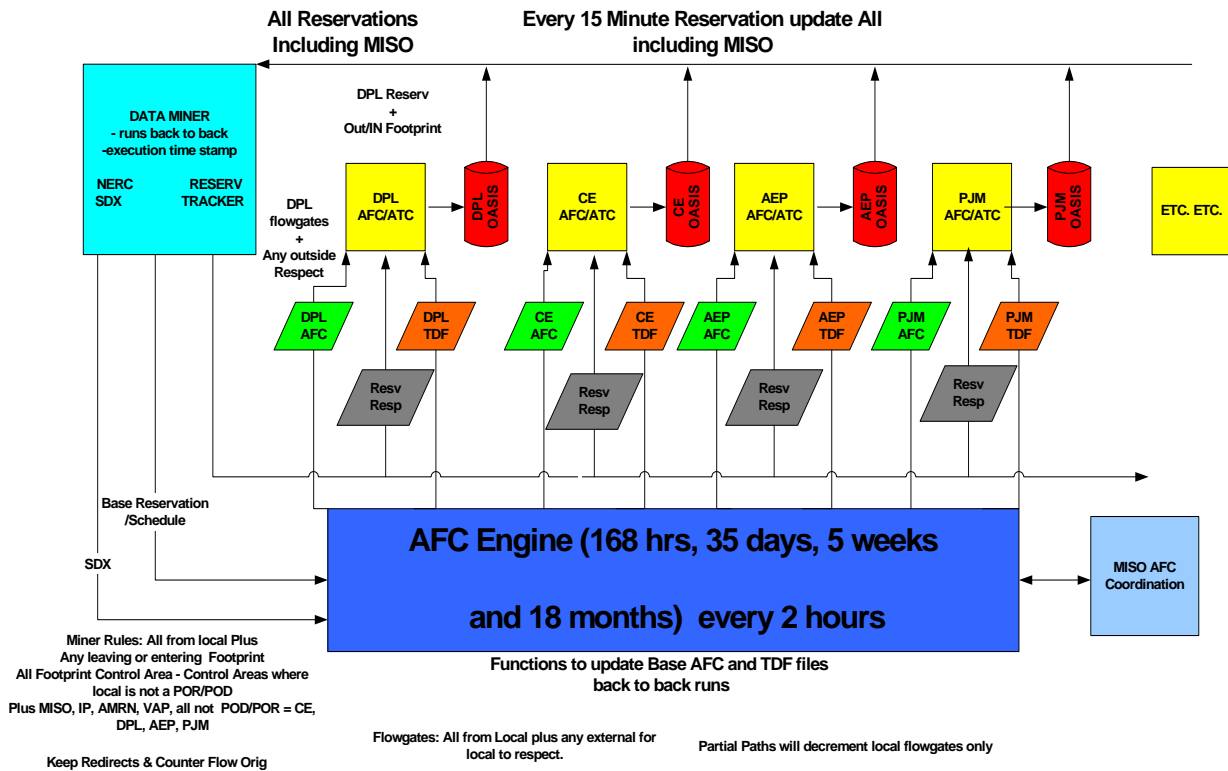 All Reservations
Including MISO
Every 15 Minute Reservation update All
including MISO
DATA MINER
- runs back to back
-execution time stamp
NERC
SDX
RESERV
TRACKER
DPL Reserv
+
Out/IN Footprint
DPL
flowgates
+
Any outside
Respect
DPL
AFC/ATC
DPL
OASIS
CE
AFC/ATC
CE
OASIS
AEP
AFC/ATC
AEP
OASIS
PJM
AFC/ATC
PJM
OASIS
ETC. ETC.
DPL
AFC
DPL
TDF
CE
AFC
CE
TDF
AEP
AFC
AEP
TDF
PJM
AFC
PJM
TDF
Resv
Resp
Resv
Resp
Resv
Resp
Resv
Resp
Base Reservation
/Schedule
SDX
AFC Engine (168 hrs, 35 days, 5 weeks
and 18 months)  every 2 hours
MISO AFC
Coordination
Functions to update Base AFC and TDF files
back to back runs
Miner Rules: All from local Plus
Any leaving or entering  Footprint
All Footprint Control Area - Control Areas where
local is not a POR/POD
Plus MISO, IP, AMRN, VAP, all not  POD/POR = CE,
DPL, AEP, PJM
Keep Redirects & Counter Flow Orig
Flowgates: All from Local plus any external for
local to respect.
Partial Paths will decrement local flowgates only